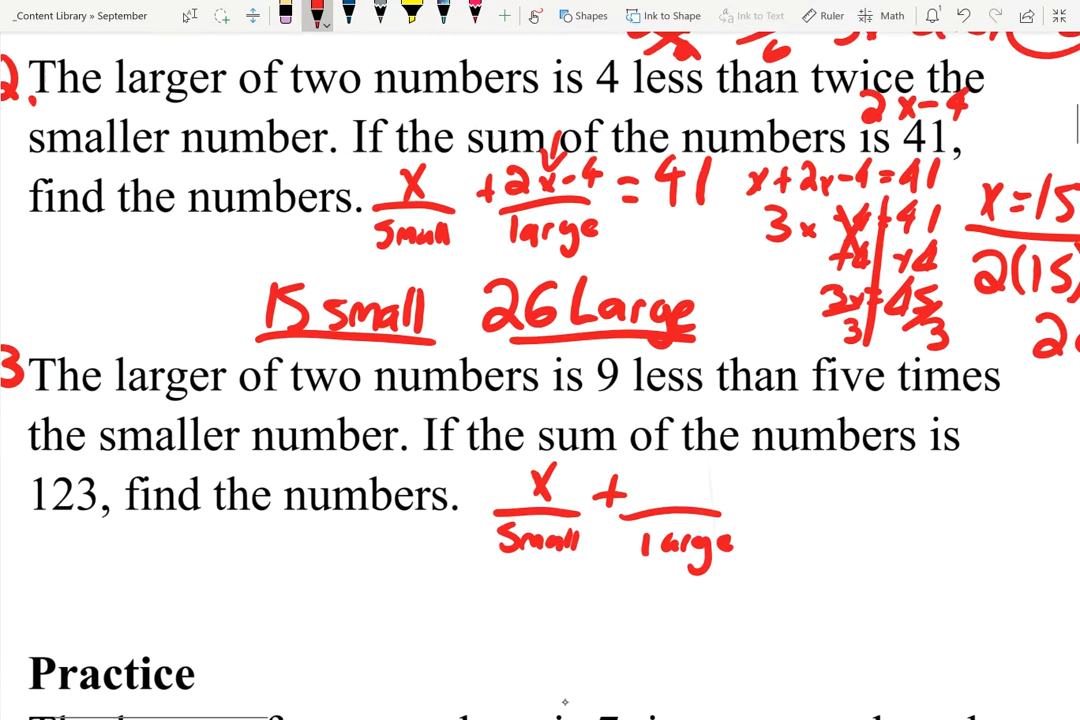 _Content Library » September
Shapes
Ink to Shape
Ink to Text
Ruler
Math
2. The larger of two numbers is 4 less than twice the
2x-4
smaller number. If the sum of the numbers is 41,
find the numbers.
x + 2x-4 = 41
small large
x+2x-4=41
3x -4=41
+4 +4
3x=45
3 3
x=15
2(15)
15 small 26 Large
3 The larger of two numbers is 9 less than five times
the smaller number. If the sum of the numbers is
123, find the numbers.
x +
small large
Practice